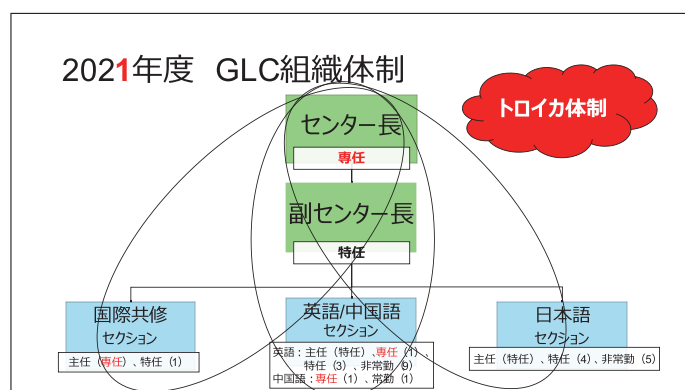 2021年度 GLC組織体制
トロイカ体制
センター長
専任
副センター長
特任
国際共修
セクション
主任（専任）、特任（1）
英語/中国語
セクション
英語：主任（特任）、専任（1）、
特任（3）、非常勤（9）
中国語：専任（1）、常勤（1）
日本語
セクション
主任（特任）、特任（4）、非常勤（5）